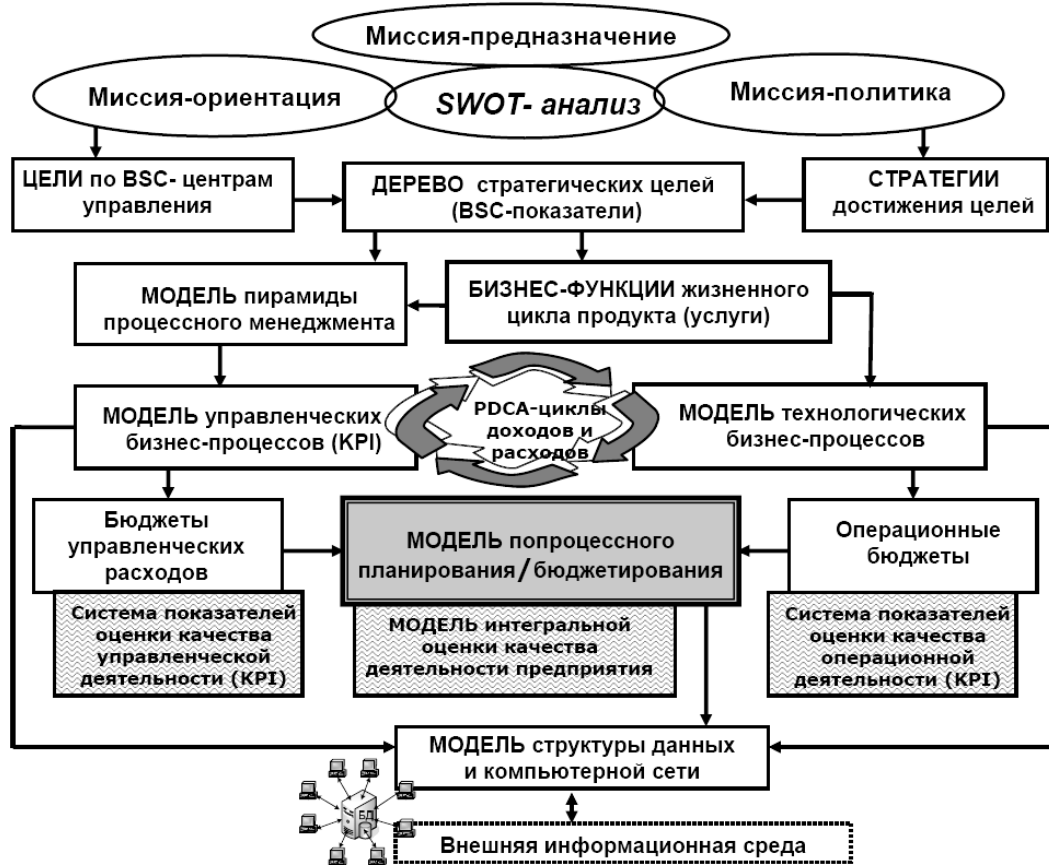 Миссия-предназначение
Миссия-ориентация
SWOT- анализ
Миссия-политика
ЦЕЛИ по BSC- центрам
управления
ДЕРЕВО стратегических целей
(BSC-показатели)
СТРАТЕГИИ
достижения целей
МОДЕЛЬ пирамиды
процессного менеджмента
БИЗНЕС-ФУНКЦИИ жизненного
цикла продукта (услуги)
МОДЕЛЬ управленческих
бизнес-процессов (KPI)
PDCA-циклы
доходов и
расходов
МОДЕЛЬ технологических
бизнес-процессов
Бюджеты
управленческих
расходов
МОДЕЛЬ попроцессного
планирования/бюджетирования
Операционные
бюджеты
Система показателей
оценки качества
управленческой
деятельности (KPI)
МОДЕЛЬ интегральной
оценки качества
деятельности предприятия
Система показателей
оценки качества
операционной
деятельности (KPI)
МОДЕЛЬ структуры данных
и компьютерной сети
БД
Внешняя информационная среда